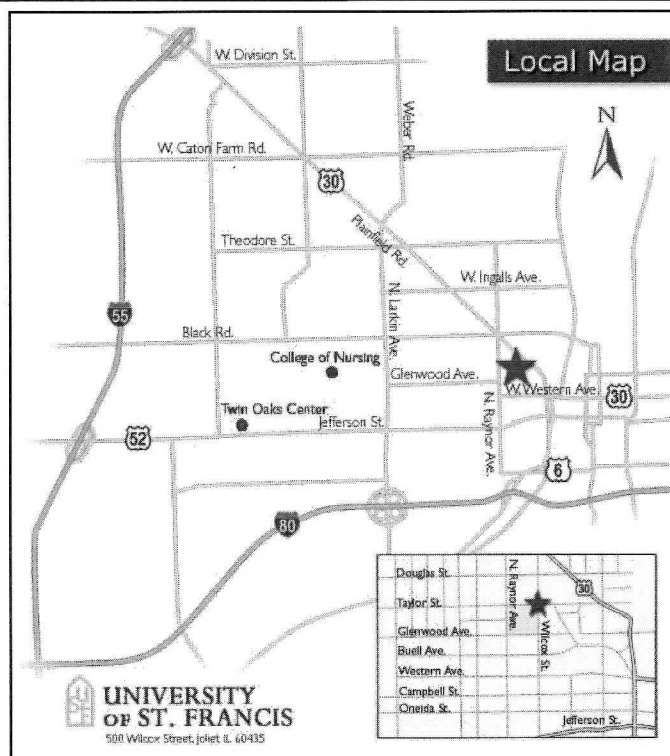 Local Map
W. Division St.
N
Weber Rd.
W. Caton Farm Rd.
30
Plainfield Rd.
Theodore St.
W. Ingalls Ave.
N. Larkin Ave.
55
Black Rd.
College of Nursing
Glenwood Ave.
W. Western Ave.
30
Twin Oaks Center
Jefferson St.
N. Raynor Ave.
52
6
80
Douglas St.
N. Raynor Ave.
30
Taylor St.
Wilcox St.
Glenwood Ave.
Buell Ave.
Western Ave.
Campbell St.
Oneida St.
Jefferson St.
USF
UNIVERSITY
OF ST. FRANCIS
500 Wilcox Street, Joliet IL 60435